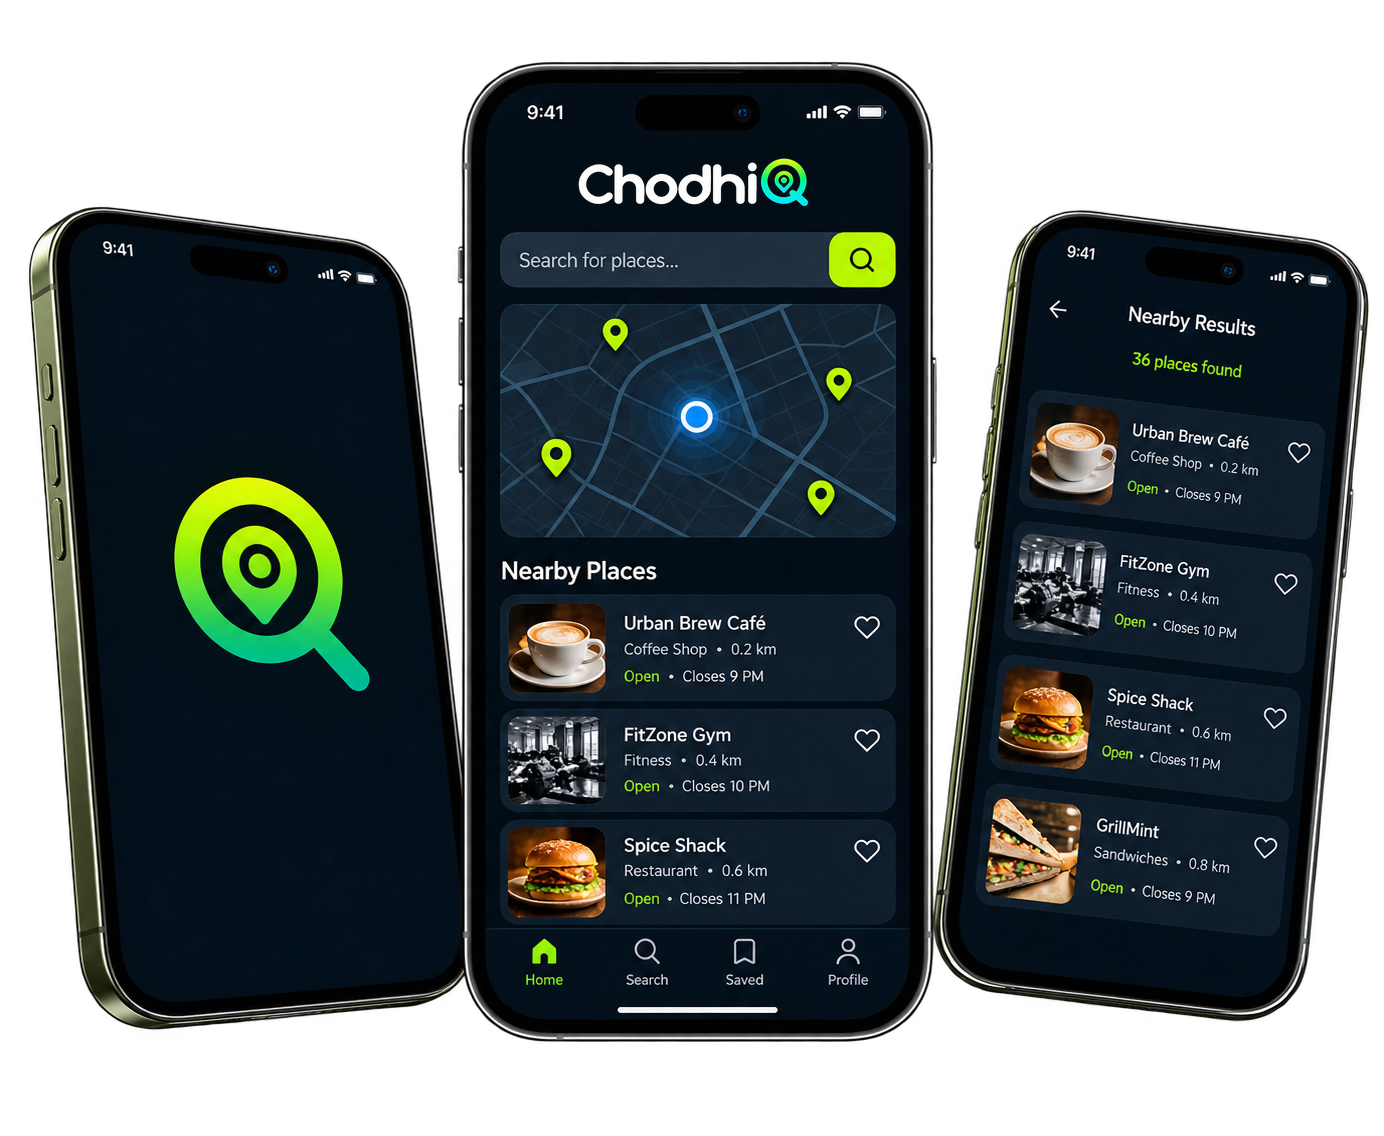 9:41
9:41
ChodhiQ
Search for places...
Nearby Places
Urban Brew Café
Coffee Shop • 0.2 km
Open • Closes 9 PM
FitZone Gym
Fitness • 0.4 km
Open • Closes 10 PM
Spice Shack
Restaurant • 0.6 km
Open • Closes 11 PM
Home
Search
Saved
Profile
9:41
Nearby Results
36 places found
Urban Brew Café
Coffee Shop • 0.2 km
Open • Closes 9 PM
FitZone Gym
Fitness • 0.4 km
Open • Closes 10 PM
Spice Shack
Restaurant • 0.6 km
Open • Closes 11 PM
GrillMint
Sandwiches • 0.8 km
Open • Closes 9 PM